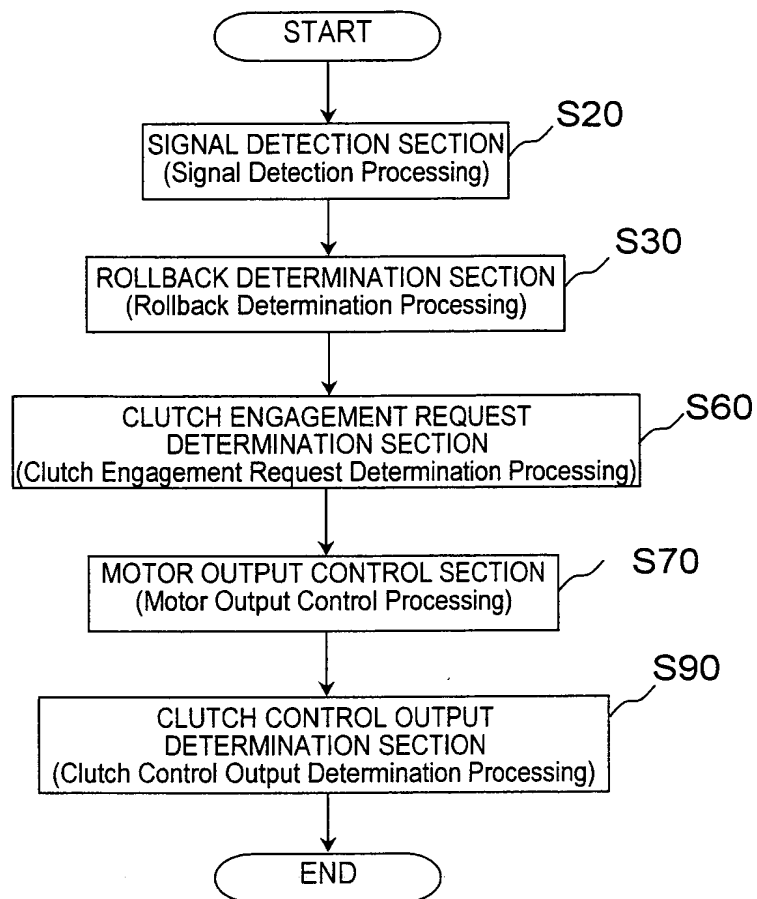 START
S20
SIGNAL DETECTION SECTION
(Signal Detection Processing)
S30
ROLLBACK DETERMINATION SECTION
(Rollback Determination Processing)
S60
CLUTCH ENGAGEMENT REQUEST
DETERMINATION SECTION
(Clutch Engagement Request Determination Processing)
S70
MOTOR OUTPUT CONTROL SECTION
(Motor Output Control Processing)
S90
CLUTCH CONTROL OUTPUT
DETERMINATION SECTION
(Clutch Control Output Determination Processing)
END